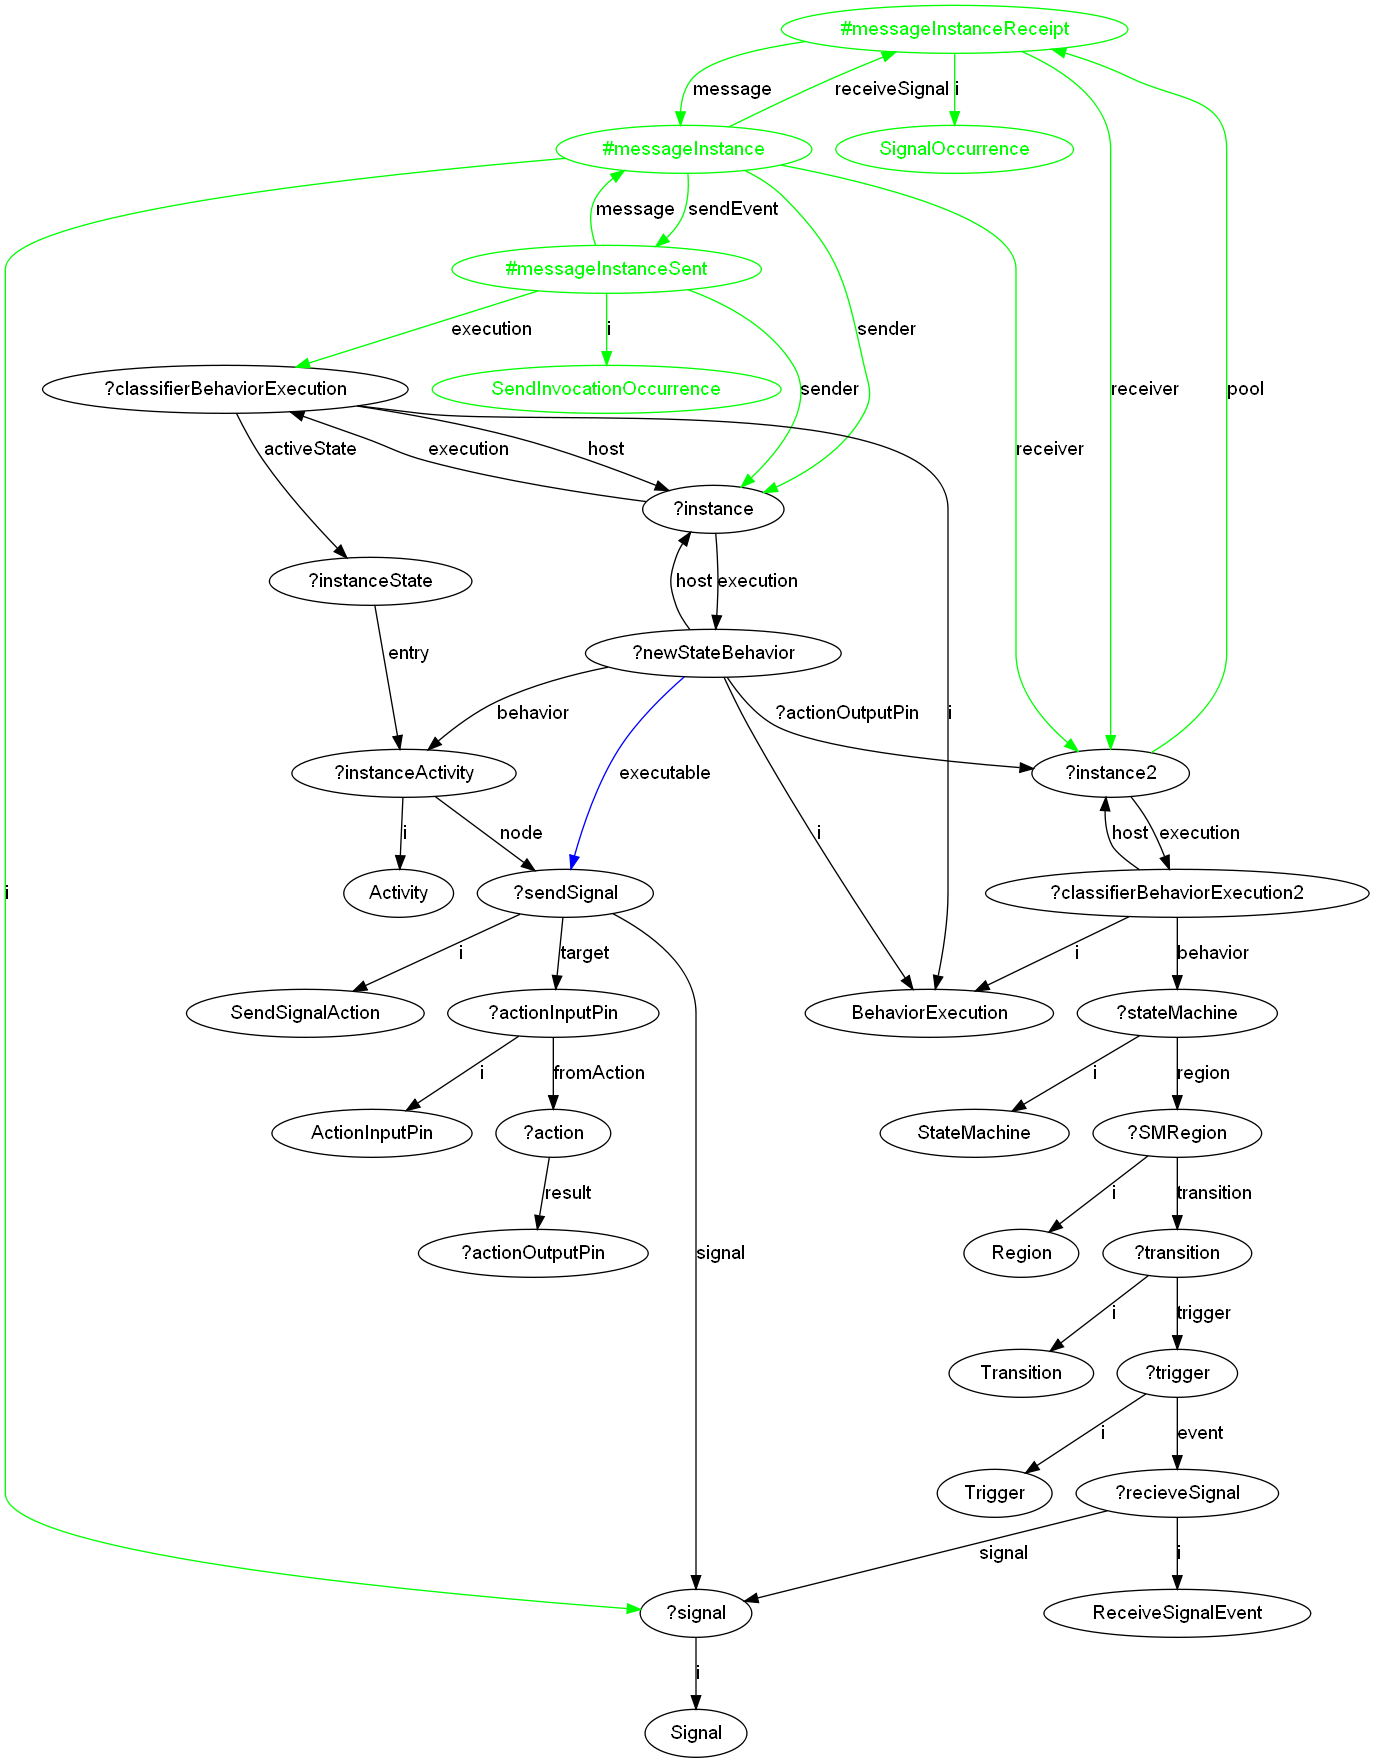 #messageInstanceReceipt
message
receiveSignal
i
#messageInstance
SignalOccurrence
message
sendEvent
#messageInstanceSent
execution
i
sender
sender
receiver
pool
?classifierBehaviorExecution
SendInvocationOccurrence
activeState
execution
host
receiver
?instance
?instanceState
host
execution
entry
?newStateBehavior
behavior
?actionOutputPin
i
?instanceActivity
executable
?instance2
i
node
i
host
execution
i
Activity
?sendSignal
?classifierBehaviorExecution2
i
target
i
behavior
SendSignalAction
?actionInputPin
BehaviorExecution
?stateMachine
i
fromAction
i
region
ActionInputPin
?action
StateMachine
?SMRegion
result
i
transition
?actionOutputPin
signal
Region
?transition
i
trigger
Transition
?trigger
i
event
Trigger
?recieveSignal
signal
i
?signal
ReceiveSignalEvent
i
Signal